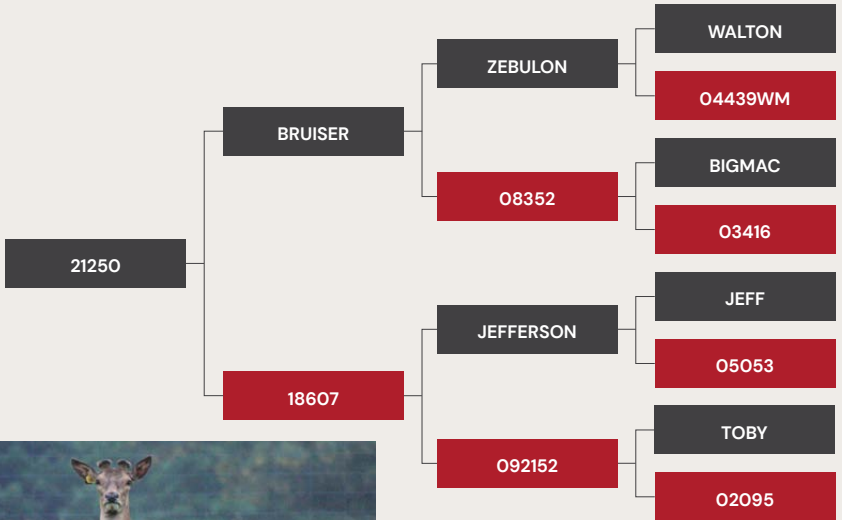 WALTON
ZEBULON
04439WM
BRUISER
BIGMAC
08352
03416
21250
JEFF
JEFFERSON
05053
18607
TOBY
092152
02095